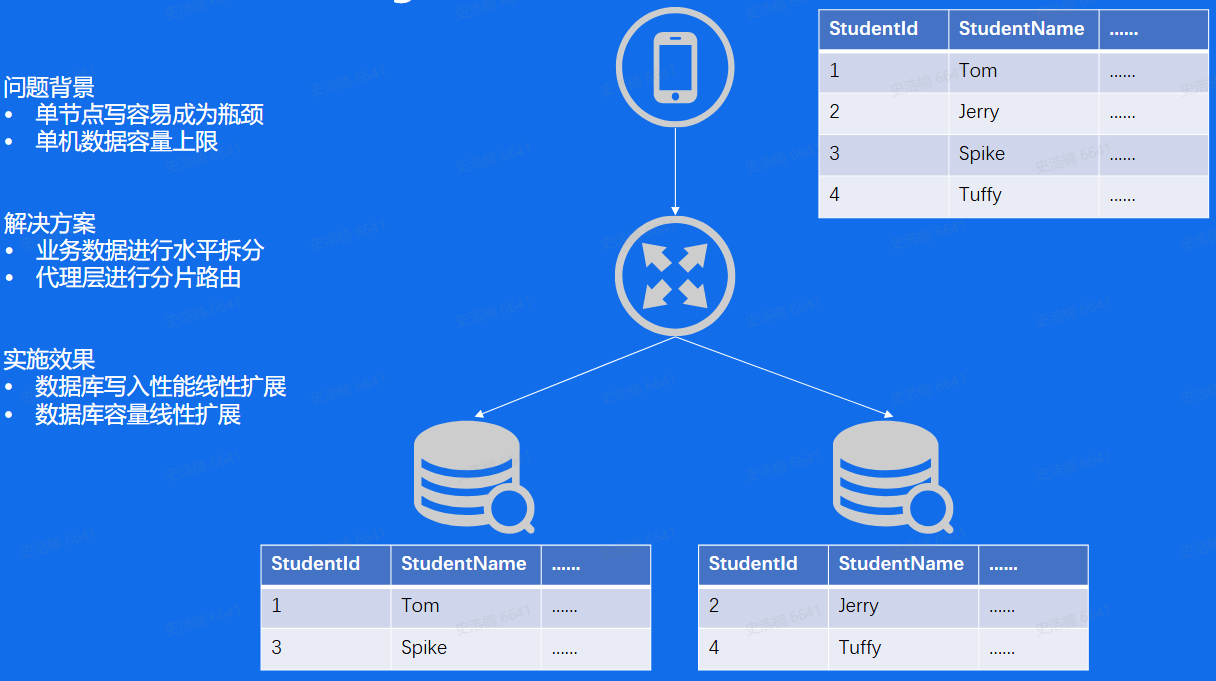 问题背景
• 单节点写容易成为瓶颈
• 单机数据容量上限
解决方案
• 业务数据进行水平拆分
• 代理层进行分片路由
实施效果
• 数据库写入性能线性扩展
• 数据库容量线性扩展
StudentId StudentName ......
1 Tom ......
2 Jerry ......
3 Spike ......
4 Tuffy ......
StudentId StudentName ......
1 Tom ......
3 Spike ......
StudentId StudentName ......
2 Jerry ......
4 Tuffy ......